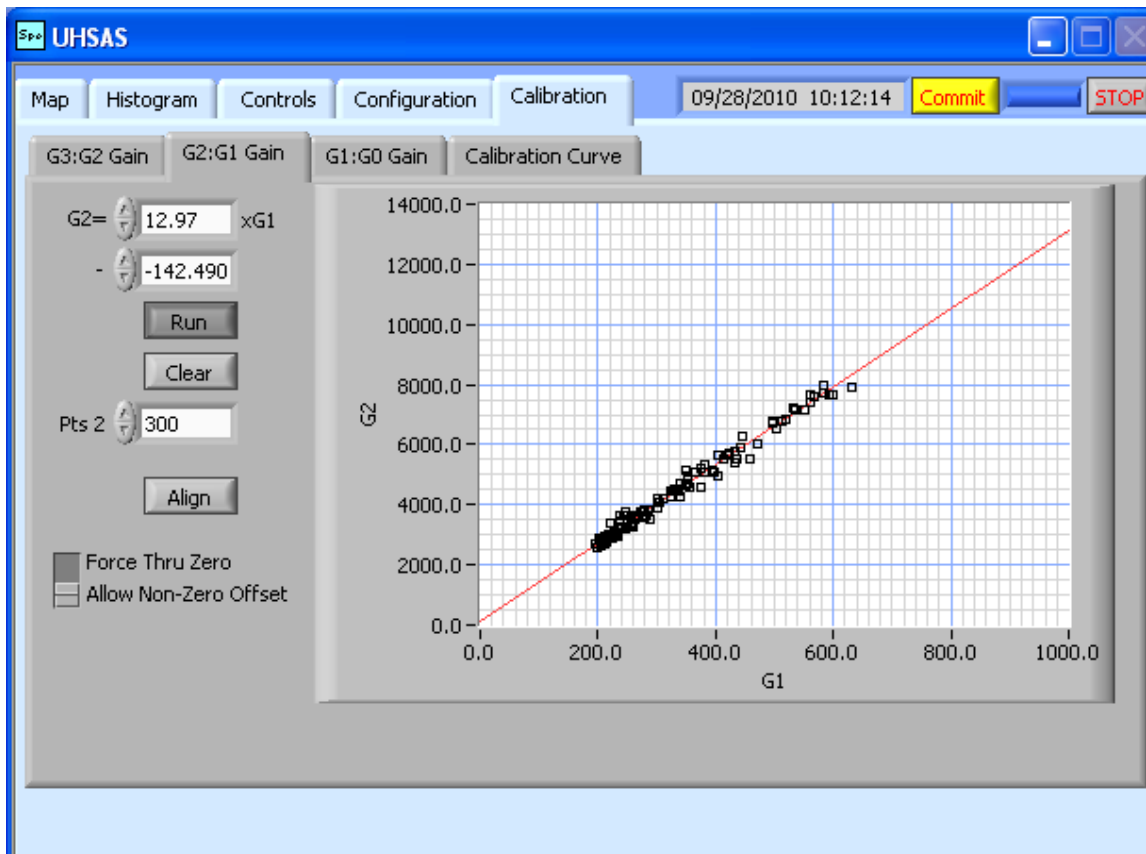 Spe UHSAS
Map Histogram Controls Configuration Calibration 09/28/2010 10:12:14 Commit STOP
G3:G2 Gain G2:G1 Gain G1:G0 Gain Calibration Curve
G2= 12.97 xG1
- -142.490
Run
Clear
Pts 2 300
Align
Force Thru Zero
Allow Non-Zero Offset
14000.0
12000.0
10000.0
8000.0
6000.0
4000.0
2000.0
0.0
G2
0.0 200.0 400.0 600.0 800.0 1000.0
G1